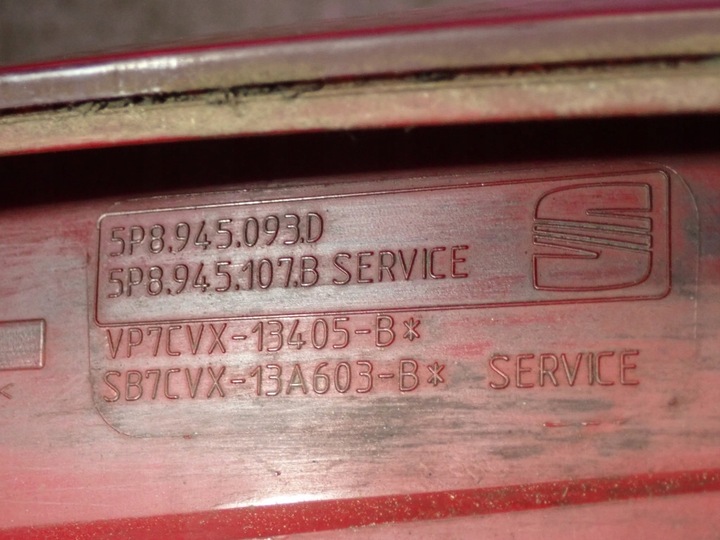 5P8.945.093.D
5P8.945.107.B SERVICE
VP7CVX-13405-B*
SB7CVX-13A603-B* SERVICE
<